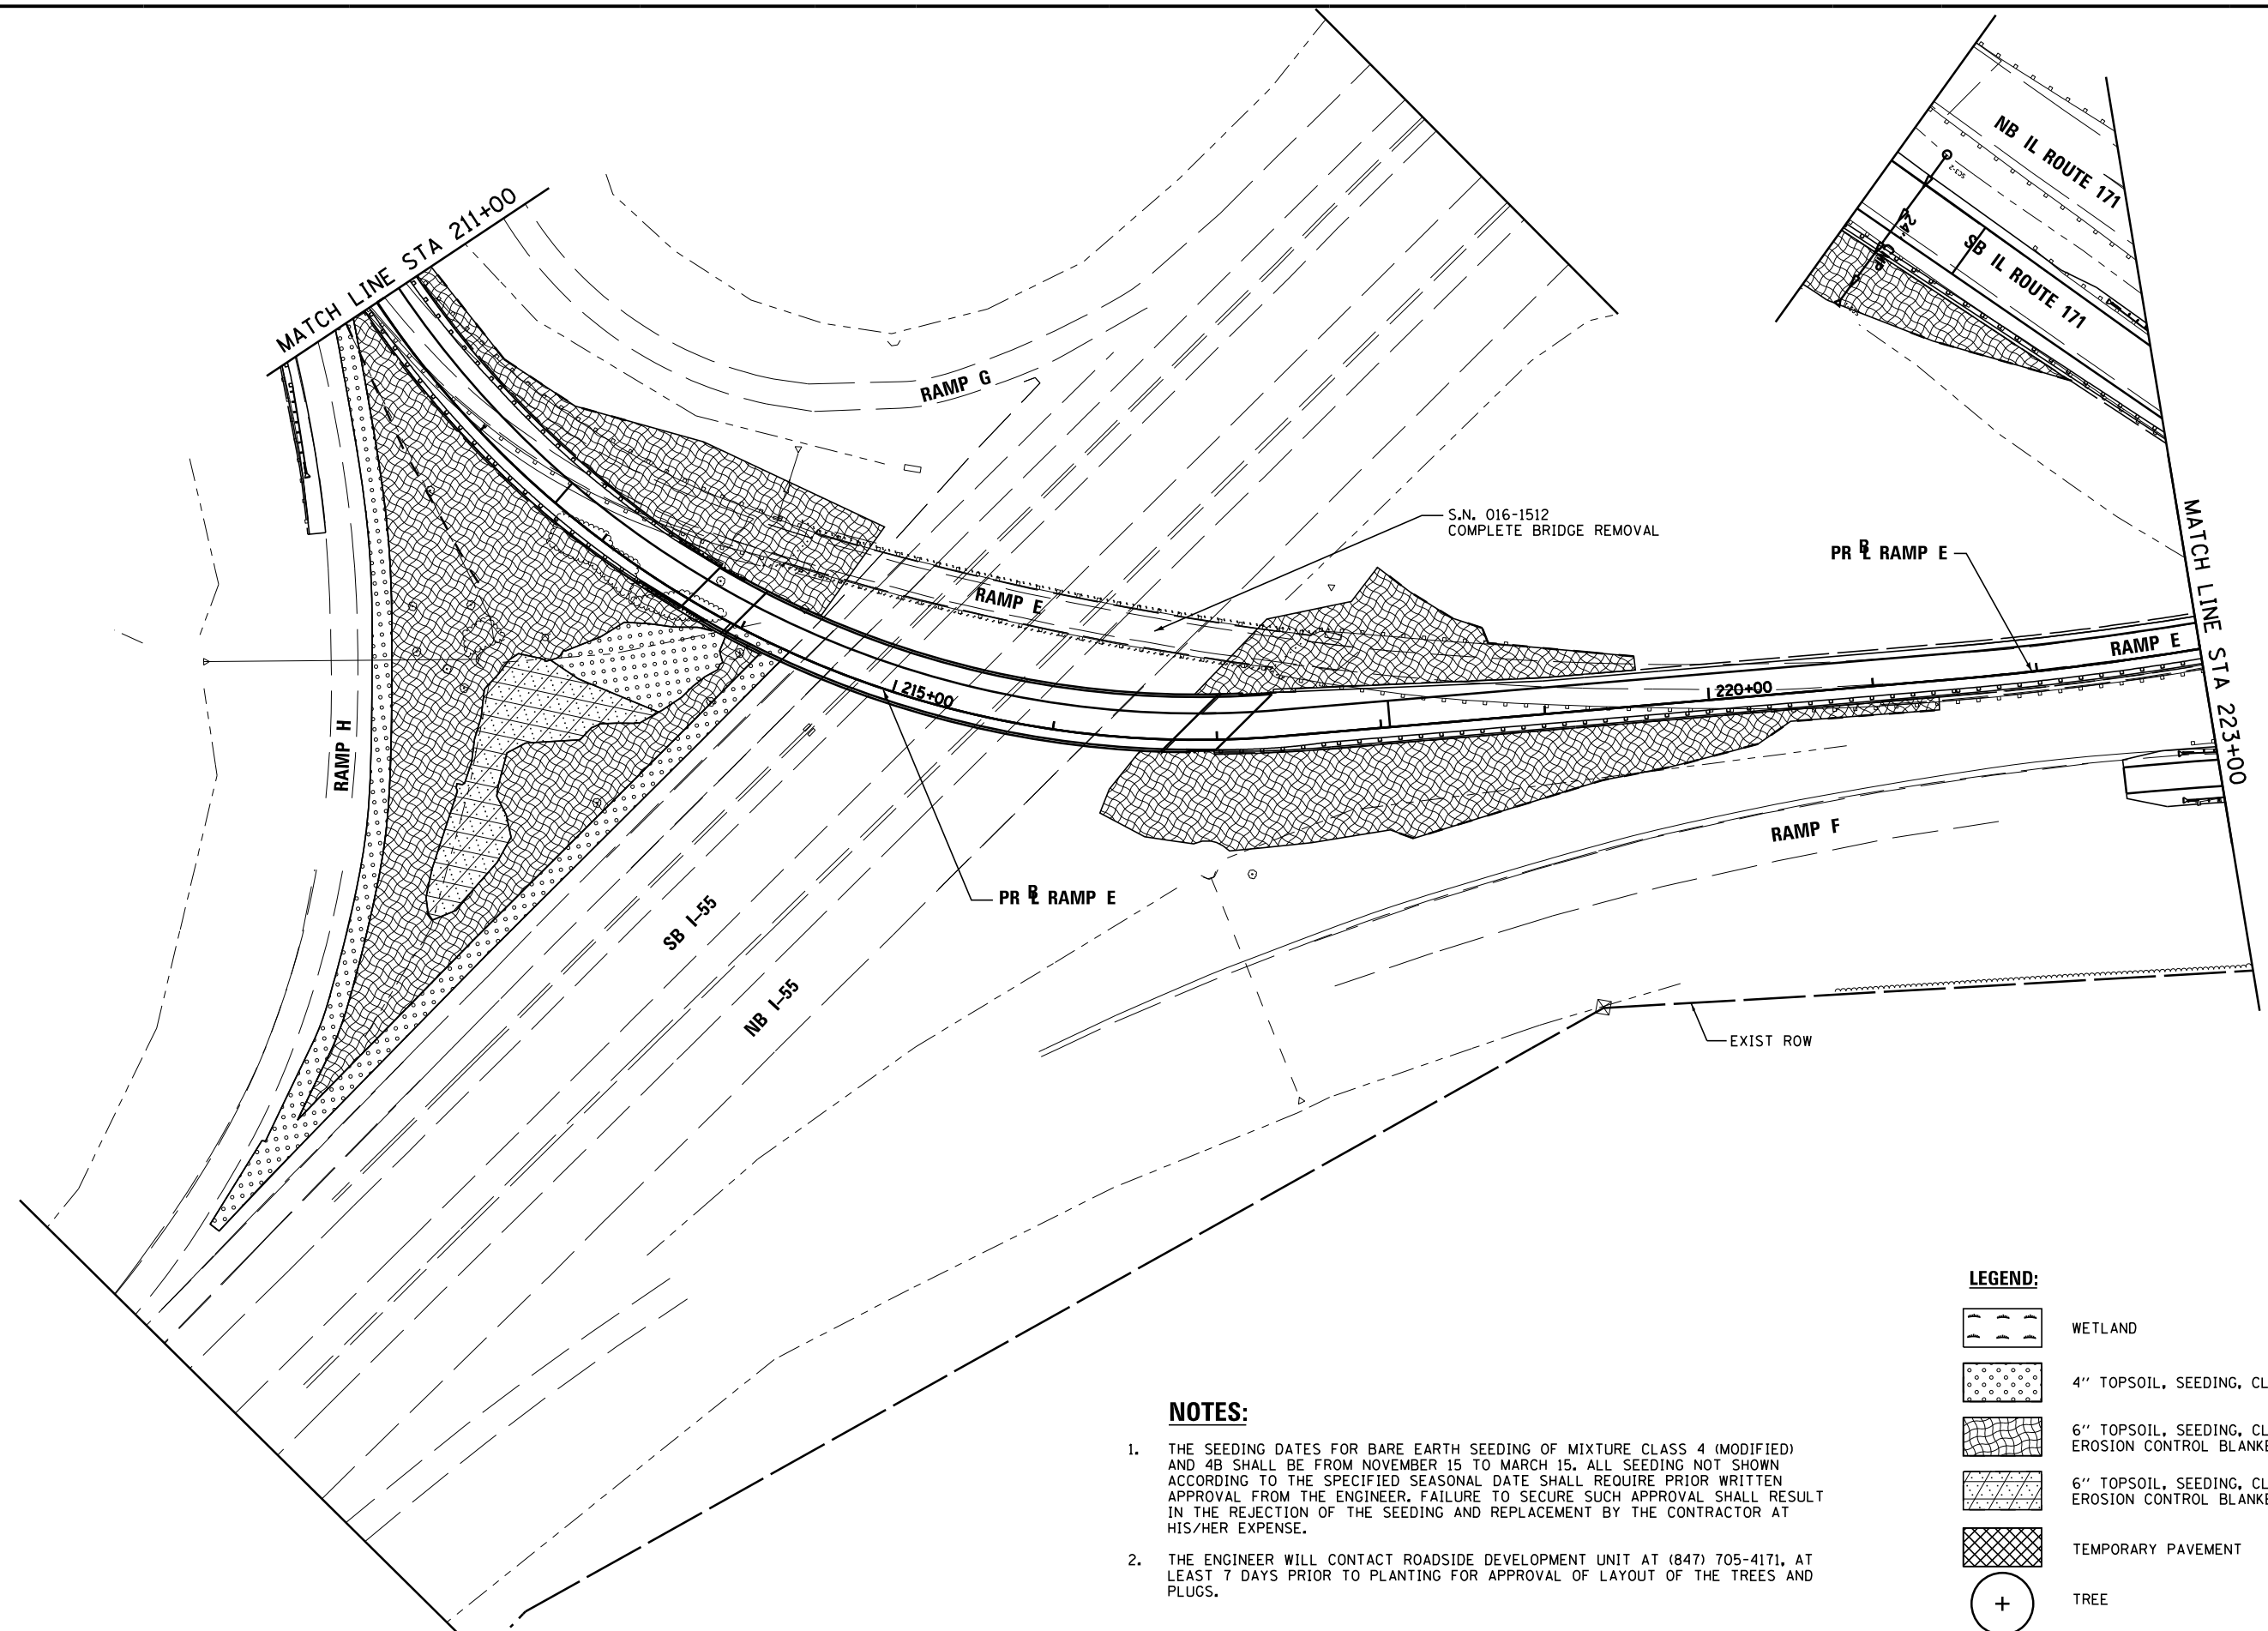 MATCH LINE STA 211+00
NB IL ROUTE 171
SB IL ROUTE 171
24"
CMP
RAMP G
S.N. 016-1512
COMPLETE BRIDGE REMOVAL
PR ℄ RAMP E
RAMP E
RAMP E
MATCH LINE STA 223+00
215+00
220+00
RAMP H
RAMP F
PR ℄ RAMP E
SB I-55
NB I-55
EXIST ROW
LEGEND:
WETLAND
4'' TOPSOIL, SEEDING, CL
6'' TOPSOIL, SEEDING, CL
EROSION CONTROL BLANKE
6'' TOPSOIL, SEEDING, CL
EROSION CONTROL BLANKE
TEMPORARY PAVEMENT
TREE
NOTES:
1. THE SEEDING DATES FOR BARE EARTH SEEDING OF MIXTURE CLASS 4 (MODIFIED)
AND 4B SHALL BE FROM NOVEMBER 15 TO MARCH 15. ALL SEEDING NOT SHOWN
ACCORDING TO THE SPECIFIED SEASONAL DATE SHALL REQUIRE PRIOR WRITTEN
APPROVAL FROM THE ENGINEER. FAILURE TO SECURE SUCH APPROVAL SHALL RESULT
IN THE REJECTION OF THE SEEDING AND REPLACEMENT BY THE CONTRACTOR AT
HIS/HER EXPENSE.
2. THE ENGINEER WILL CONTACT ROADSIDE DEVELOPMENT UNIT AT (847) 705-4171, AT
LEAST 7 DAYS PRIOR TO PLANTING FOR APPROVAL OF LAYOUT OF THE TREES AND
PLUGS.